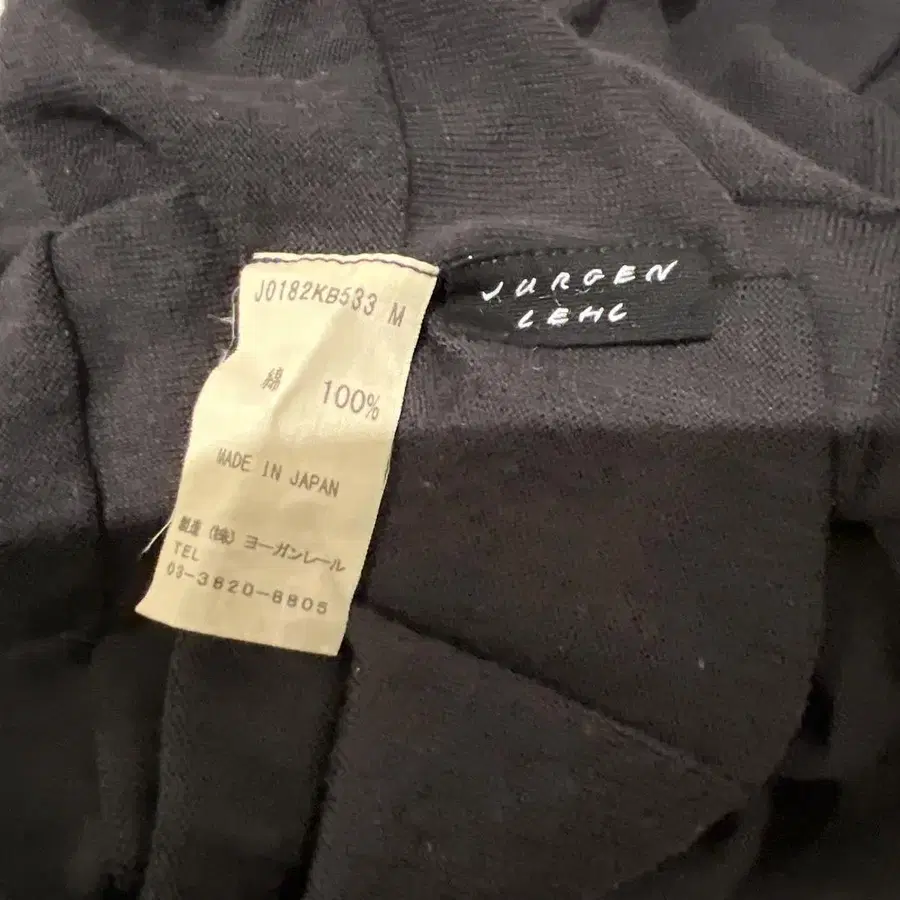 J0182KB533 M
綿 100%
MADE IN JAPAN
製造 (株) ヨーガンレール
TEL
03-3820-8805
JURGEN
LEHL